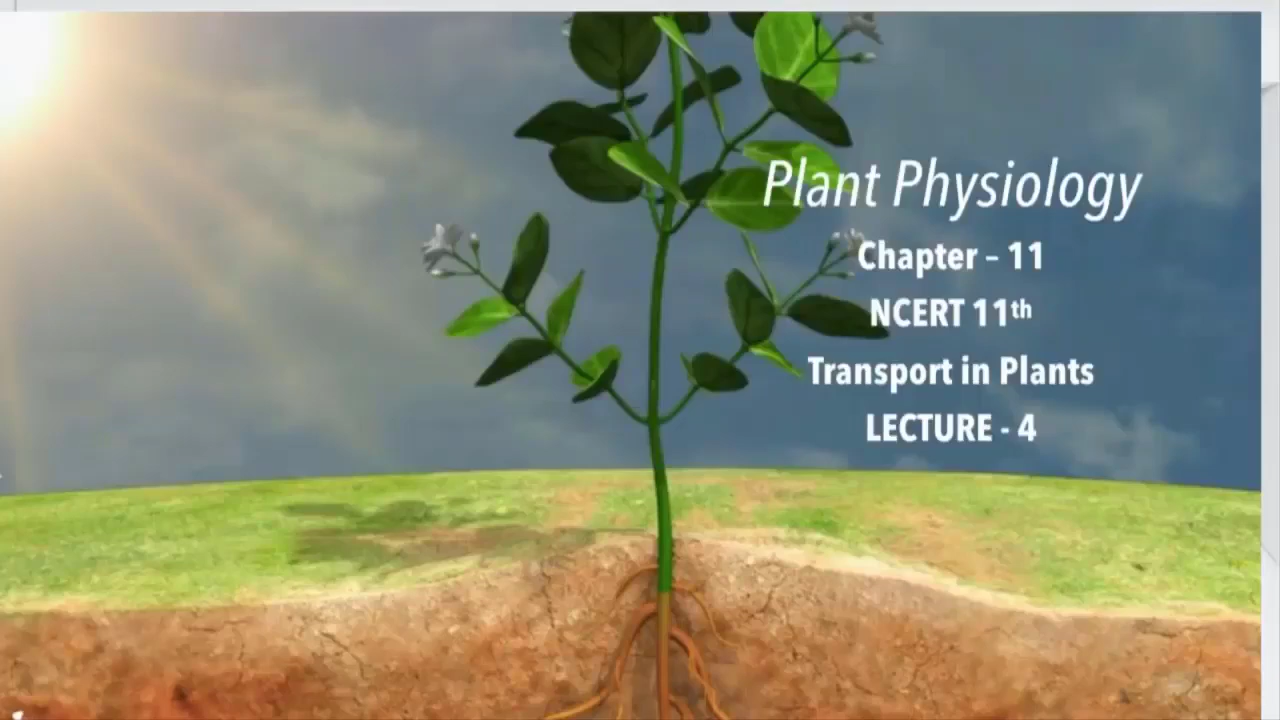 Plant Physiology
Chapter – 11
NCERT 11th
Transport in Plants
LECTURE - 4